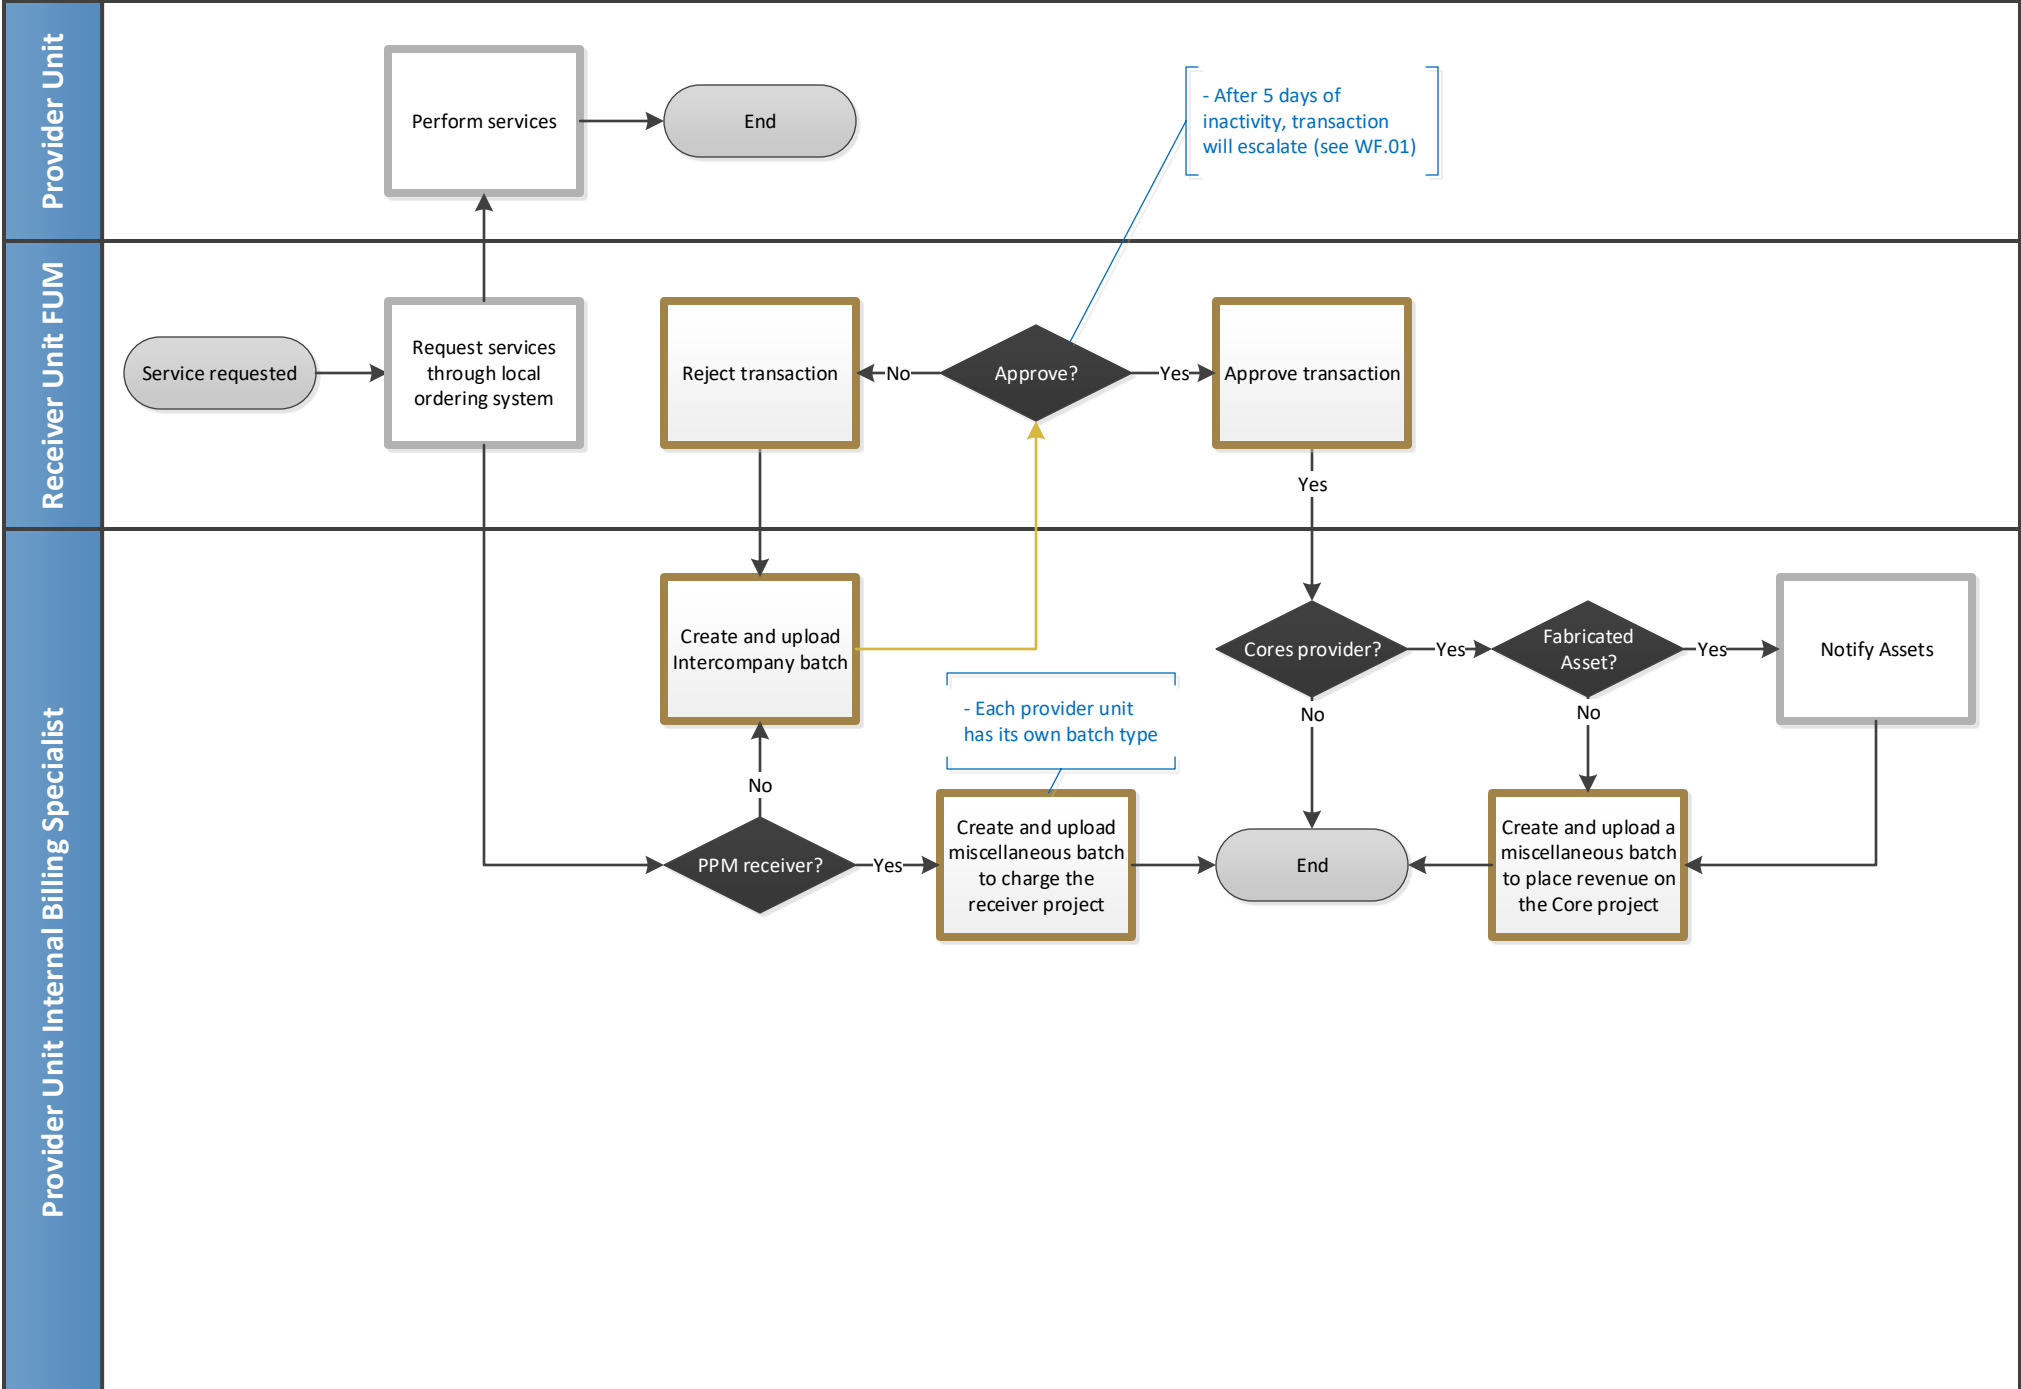 Provider Unit
Perform services
End
- After 5 days of
inactivity, transaction
will escalate (see WF.01)
Receiver Unit FUM
Service requested
Request services
through local
ordering system
Reject transaction
No
Approve?
Yes
Approve transaction
Yes
Provider Unit Internal Billing Specialist
Create and upload
Intercompany batch
Cores provider?
Yes
Fabricated
Asset?
Yes
Notify Assets
- Each provider unit
has its own batch type
No
No
No
PPM receiver?
Yes
Create and upload
miscellaneous batch
to charge the
receiver project
End
Create and upload a
miscellaneous batch
to place revenue on
the Core project